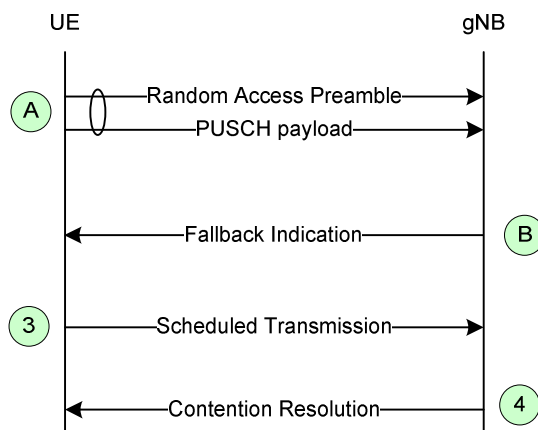 UE gNB
A Random Access Preamble
PUSCH payload
Fallback Indication B
3 Scheduled Transmission
Contention Resolution 4